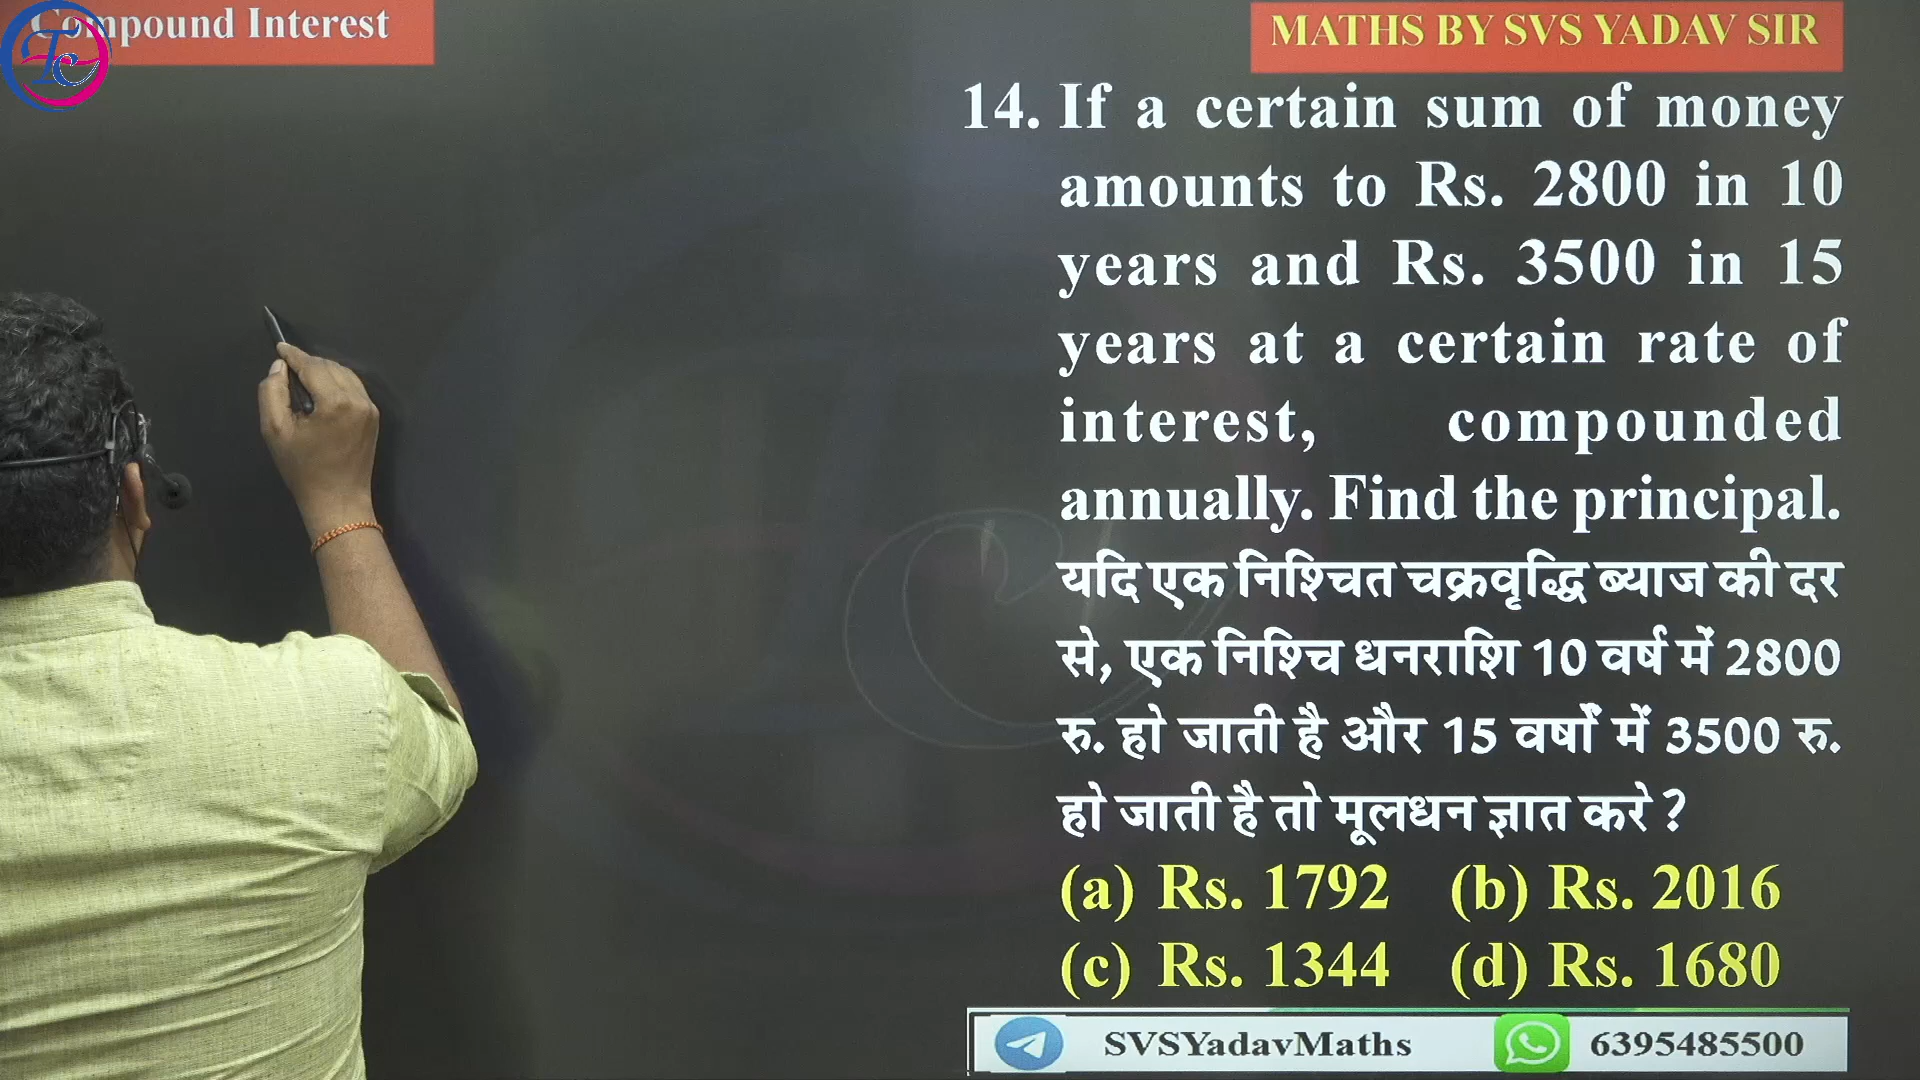 Compound Interest
MATHS BY SVS YADAV SIR
14. If a certain sum of money
amounts to Rs. 2800 in 10
years and Rs. 3500 in 15
years at a certain rate of
interest, compounded
annually. Find the principal.
यदि एक निश्चित चक्रवृद्धि ब्याज की दर
से, एक निश्चि धनराशि 10 वर्ष में 2800
रु. हो जाती है और 15 वर्षों में 3500 रु.
हो जाती है तो मूलधन ज्ञात करे ?
(a) Rs. 1792 (b) Rs. 2016
(c) Rs. 1344 (d) Rs. 1680
SVSYadavMaths 6395485500